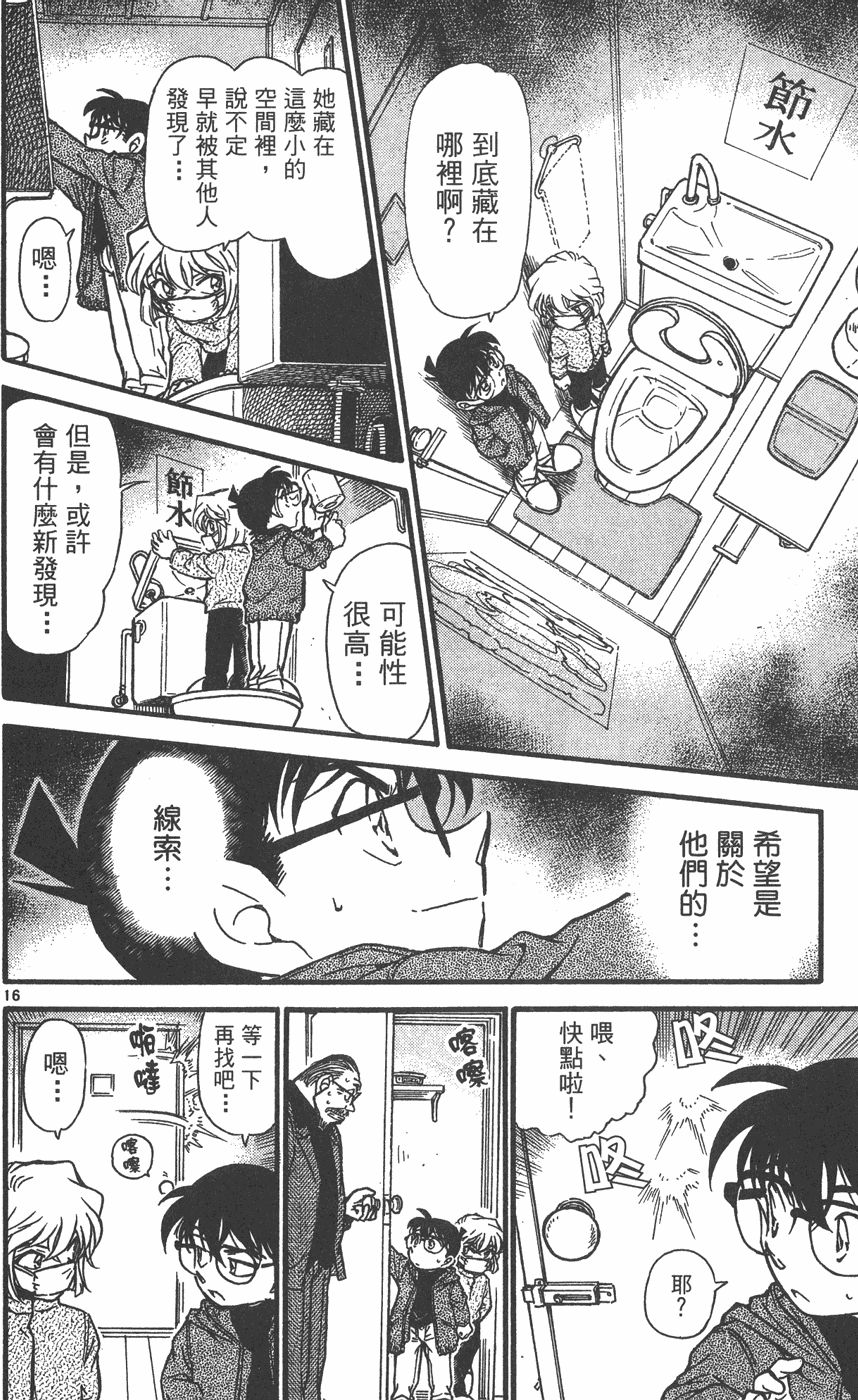 節水
到底藏在
哪裡啊?
她藏在
這麼小的
空間裡,
說不定
早就被其他人
發現了…
嗯…
節水
但是,或許
會有什麼新發現…
可能性
很高…
希望是
關於
他們的…
線索…
16
咚
喂、
快點啦!
咚
耶?
喀嚓
等一下
再找吧…
啪噠
喀嚓
嗯…